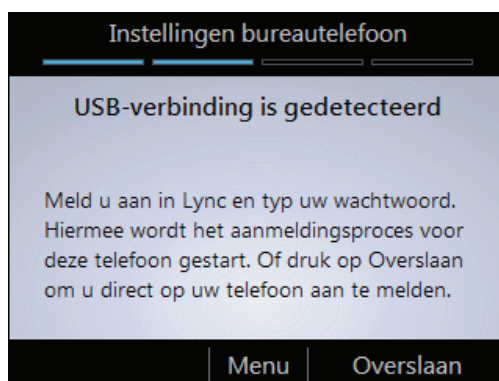 Instellingen bureautelefoon
USB-verbinding is gedetecteerd
Meld u aan in Lync en typ uw wachtwoord.
Hiermee wordt het aanmeldingsproces voor
deze telefoon gestart. Of druk op Overslaan
om u direct op uw telefoon aan te melden.
Menu Overslaan